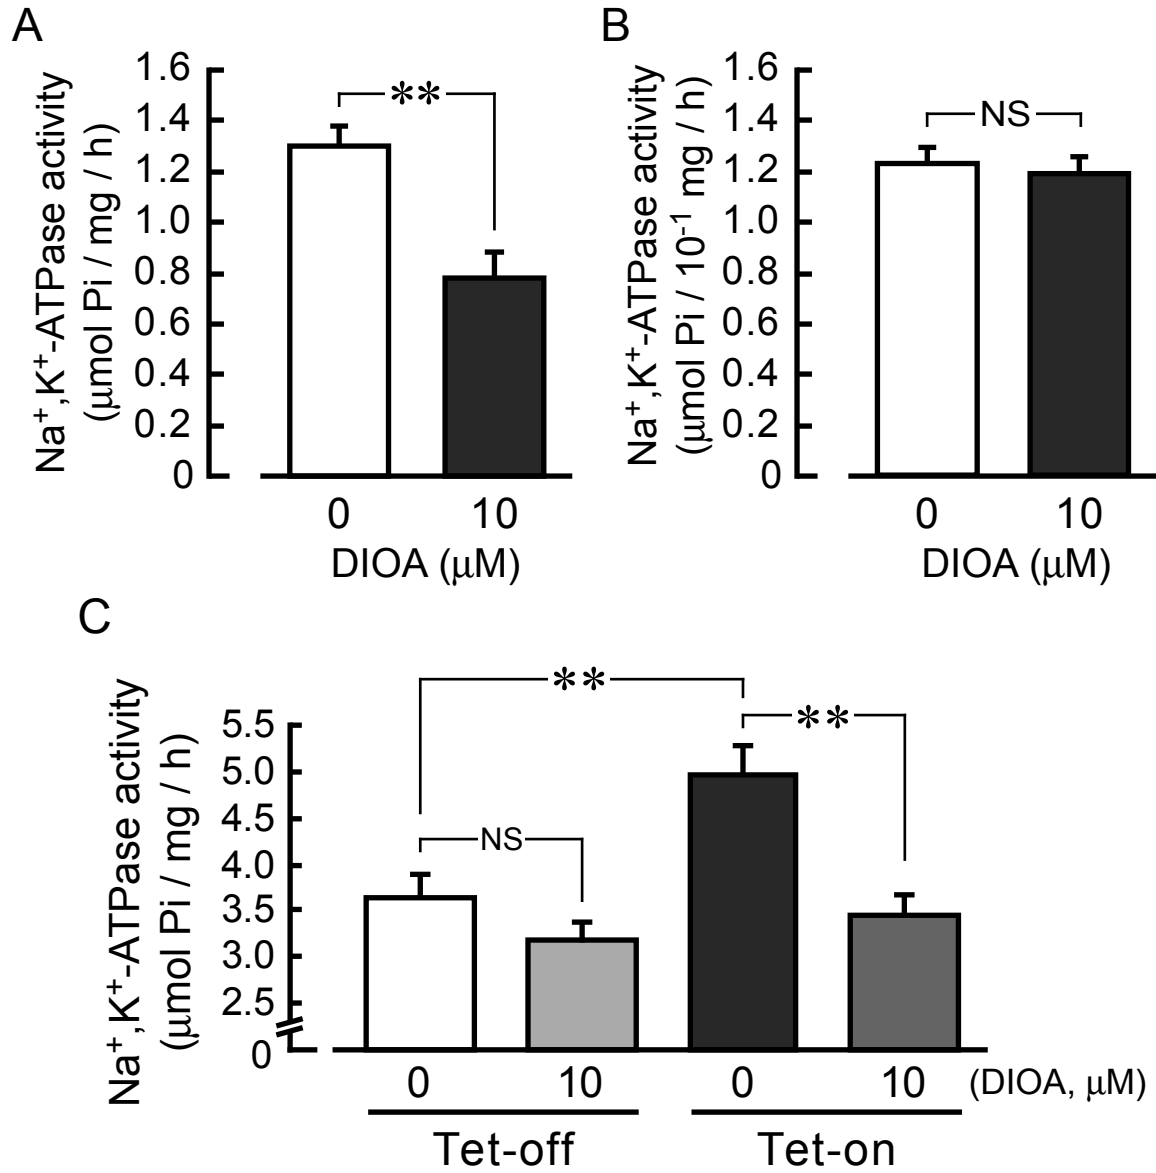 A
Na⁺,K⁺-ATPase activity
(μmol Pi / mg / h)
1.6
1.4
1.2
1.0
0.8
0.6
0.4
0.2
0
**
0 10
DIOA (μM)
B
Na⁺,K⁺-ATPase activity
(μmol Pi / 10⁻¹ mg / h)
1.6
1.4
1.2
1.0
0.8
0.6
0.4
0.2
0
NS
0 10
DIOA (μM)
C
Na⁺,K⁺-ATPase activity
(μmol Pi / mg / h)
5.5
5.0
4.5
4.0
3.5
3.0
2.5
0
**
**
NS
0 10 0 10 (DIOA, μM)
Tet-off Tet-on